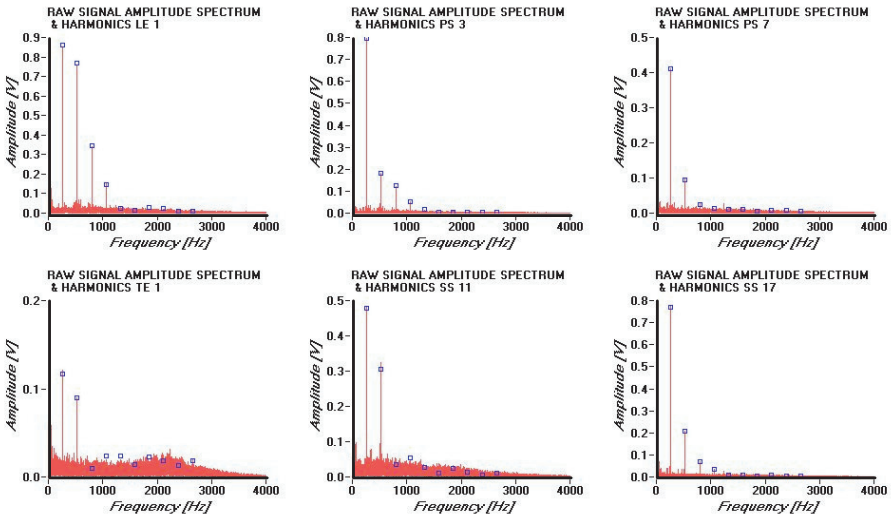 RAW SIGNAL AMPLITUDE SPECTRUM
& HARMONICS LE 1
Amplitude [V]
0.9
0.8
0.7
0.6
0.5
0.4
0.3
0.2
0.1
0.0
0 1000 2000 3000 4000
Frequency [Hz]
RAW SIGNAL AMPLITUDE SPECTRUM
& HARMONICS PS 3
Amplitude [V]
0.8
0.7
0.6
0.5
0.4
0.3
0.2
0.1
0.0
0 1000 2000 3000 4000
Frequency [Hz]
RAW SIGNAL AMPLITUDE SPECTRUM
& HARMONICS PS 7
Amplitude [V]
0.5
0.4
0.3
0.2
0.1
0.0
0 1000 2000 3000 4000
Frequency [Hz]
RAW SIGNAL AMPLITUDE SPECTRUM
& HARMONICS TE 1
Amplitude [V]
0.2
0.1
0.0
0 1000 2000 3000 4000
Frequency [Hz]
RAW SIGNAL AMPLITUDE SPECTRUM
& HARMONICS SS 11
Amplitude [V]
0.5
0.4
0.3
0.2
0.1
0.0
0 1000 2000 3000 4000
Frequency [Hz]
RAW SIGNAL AMPLITUDE SPECTRUM
& HARMONICS SS 17
Amplitude [V]
0.8
0.7
0.6
0.5
0.4
0.3
0.2
0.1
0.0
0 1000 2000 3000 4000
Frequency [Hz]